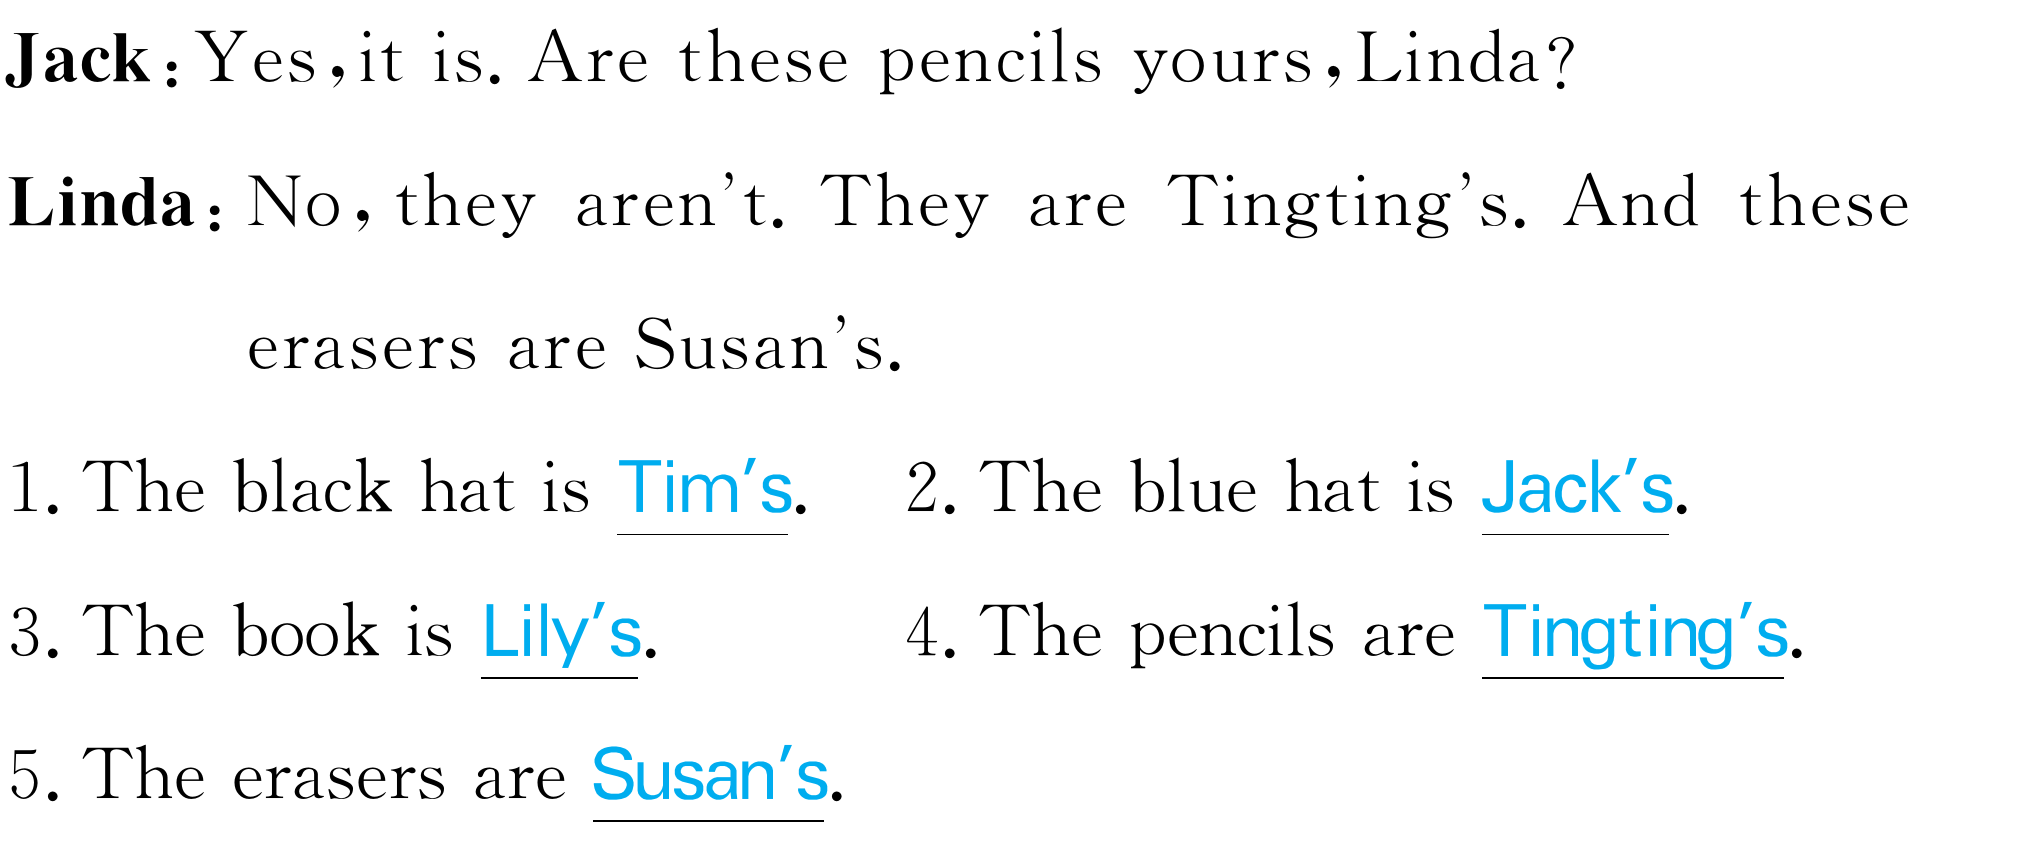 Jack: Yes, it is. Are these pencils yours, Linda?
Linda: No, they aren't. They are Tingting's. And these
erasers are Susan's.
1. The black hat is Tim's. 2. The blue hat is Jack's.
3. The book is Lily's. 4. The pencils are Tingting's.
5. The erasers are Susan's.